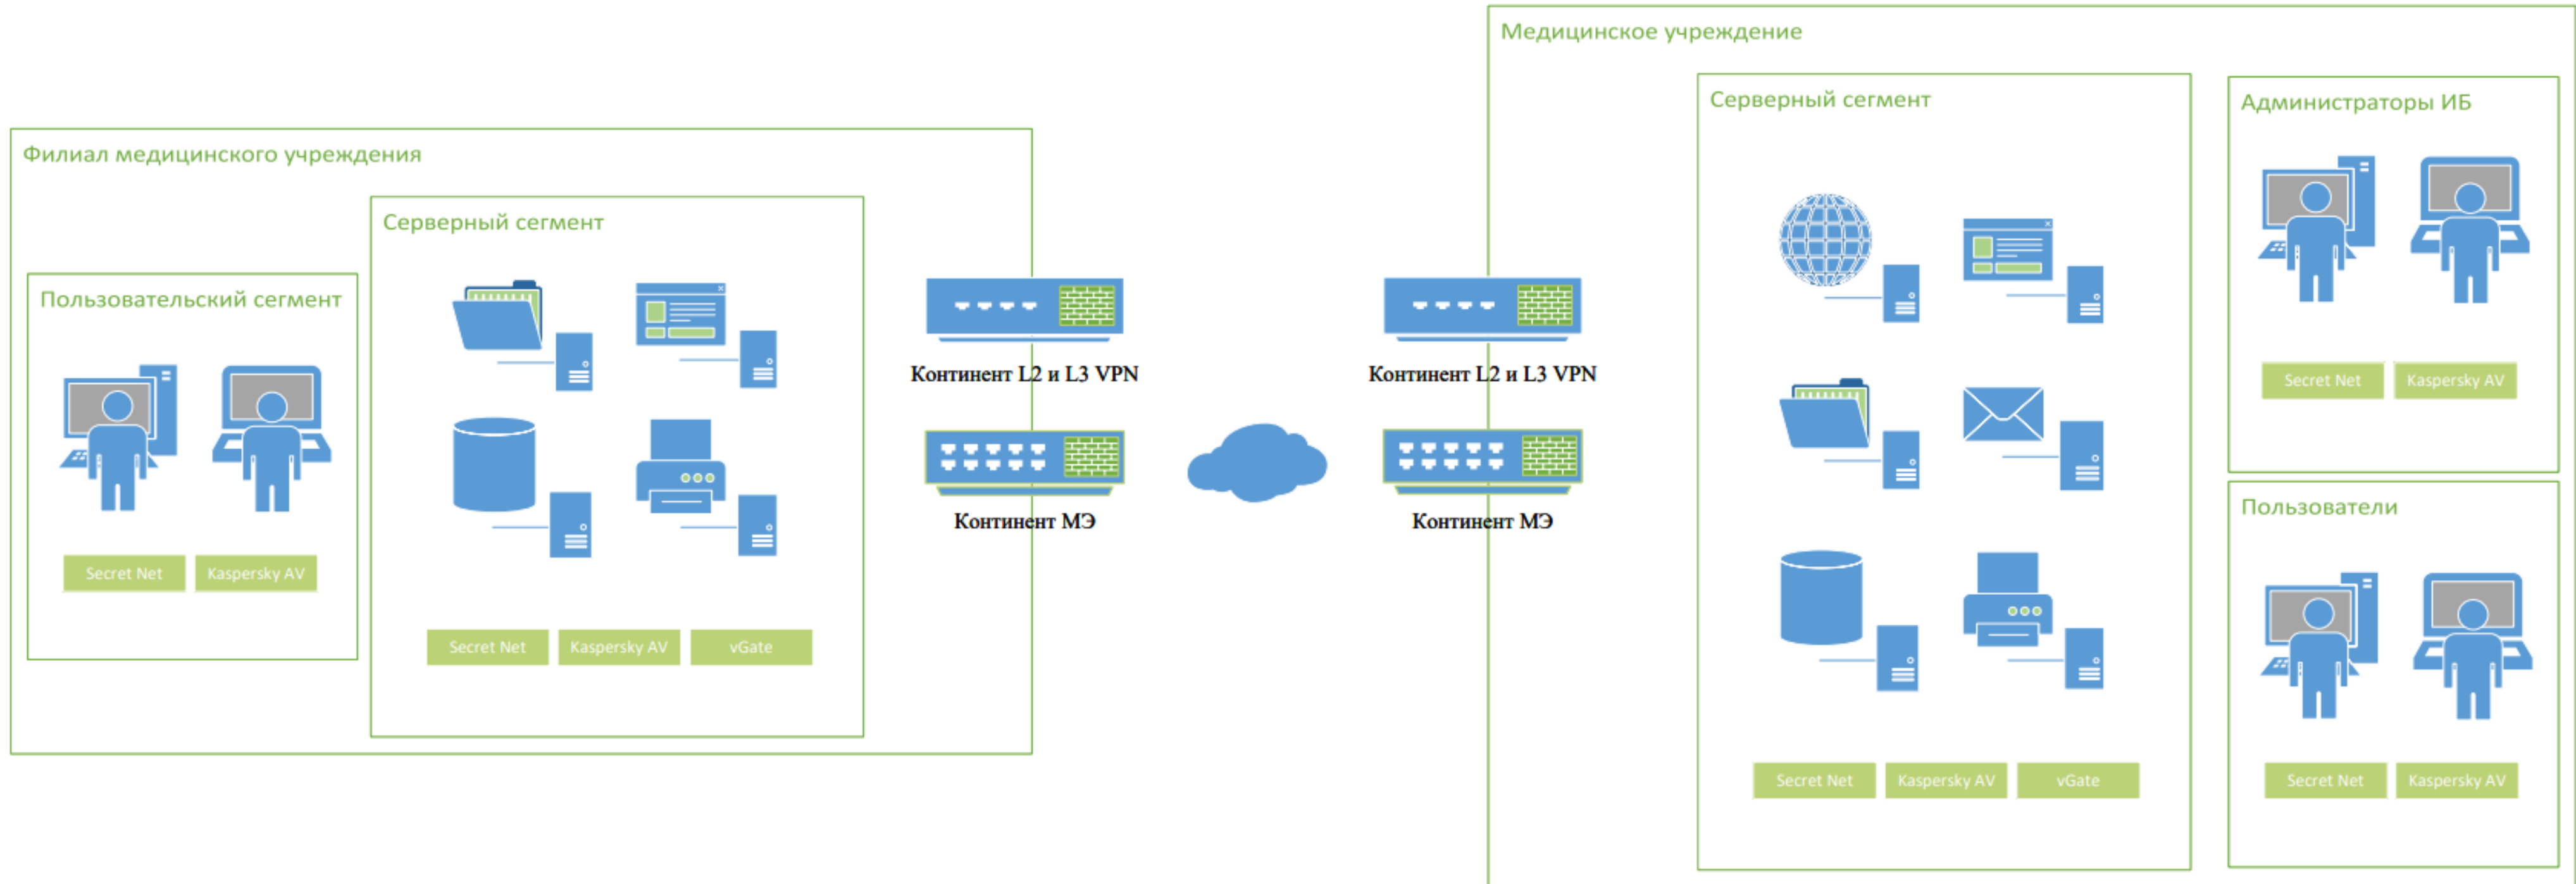 Филиал медицинского учреждения
Пользовательский сегмент
Secret Net
Kaspersky AV
Серверный сегмент
Secret Net
Kaspersky AV
vGate
Континент L2 и L3 VPN
Континент МЭ
Континент L2 и L3 VPN
Континент МЭ
Медицинское учреждение
Серверный сегмент
Secret Net
Kaspersky AV
vGate
Администраторы ИБ
Secret Net
Kaspersky AV
Пользователи
Secret Net
Kaspersky AV